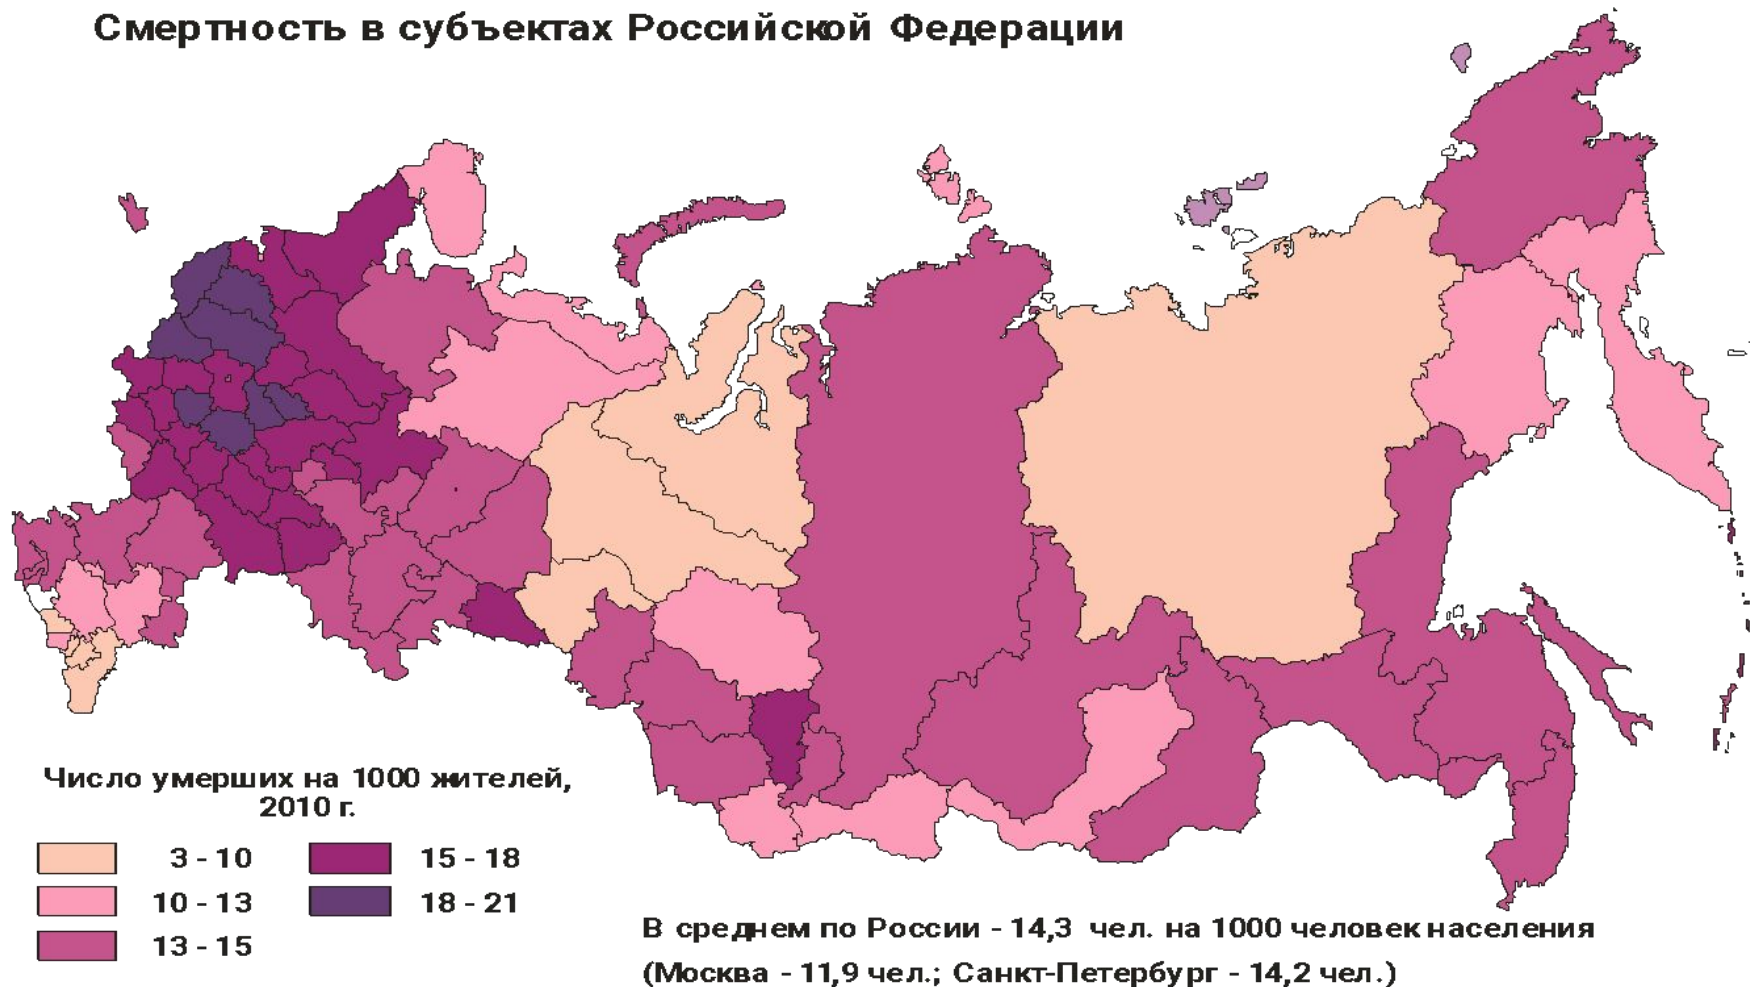 Смертность в субъектах Российской Федерации
Число умерших на 1000 жителей,
2010 г.
3 - 10
10 - 13
13 - 15
15 - 18
18 - 21
В среднем по России - 14,3 чел. на 1000 человек населения
(Москва - 11,9 чел.; Санкт-Петербург - 14,2 чел.)